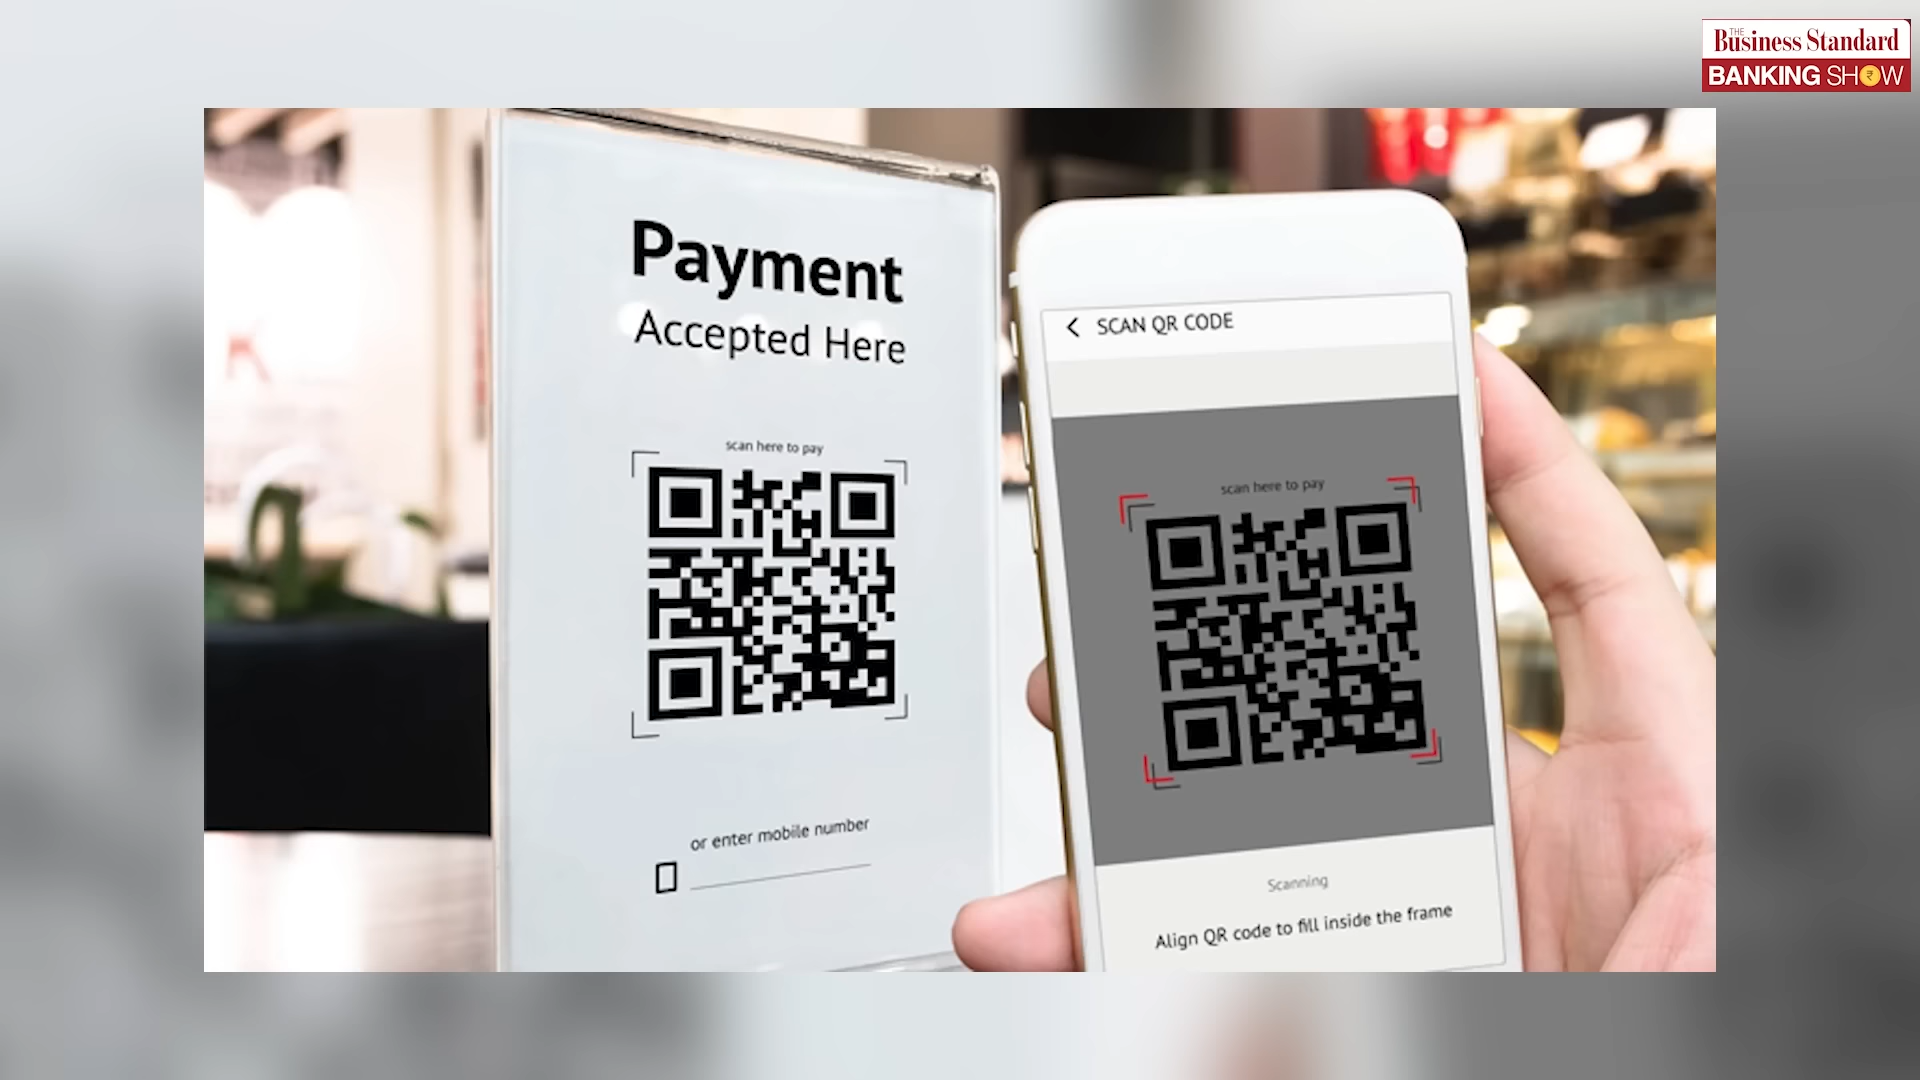 THE
Business Standard
BANKING SHOW
Payment
Accepted Here
scan here to pay
or enter mobile number
SCAN QR CODE
scan here to pay
Scanning
Align QR code to fill inside the frame